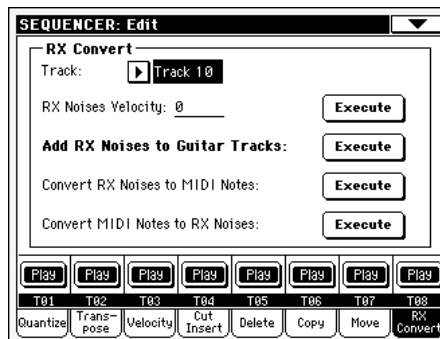 SEQUENCER: Edit
RX Convert
Track: Track 10
RX Noises Velocity: 0 Execute
Add RX Noises to Guitar Tracks: Execute
Convert RX Noises to MIDI Notes: Execute
Convert MIDI Notes to RX Noises: Execute
Play Play Play Play Play Play Play Play
T01 T02 T03 T04 T05 T06 T07 T08
Quantize Trans- Velocity Cut Delete Copy Move RX
pose Insert Convert